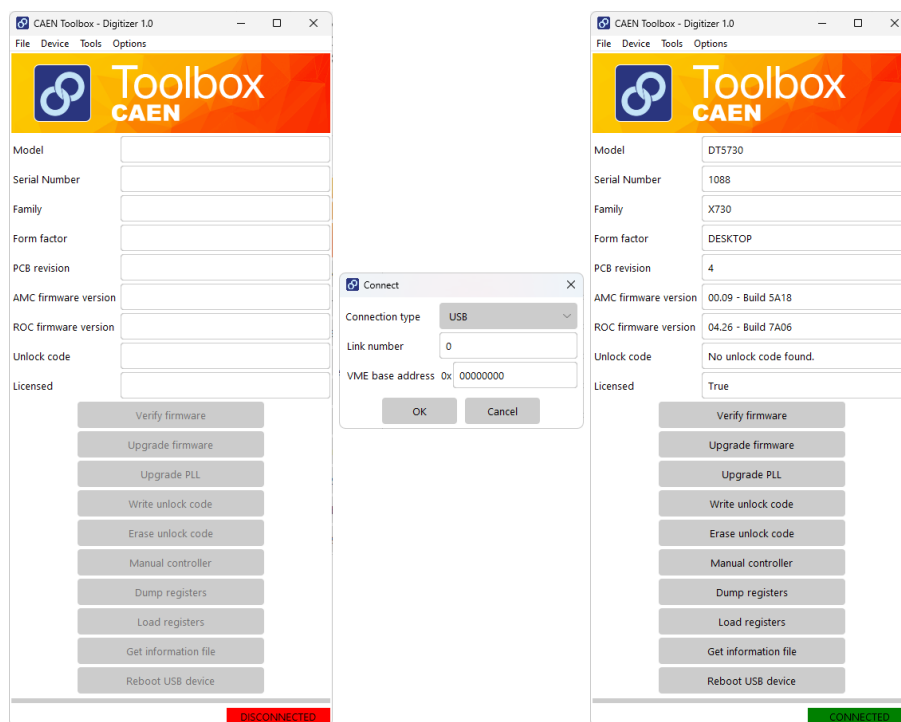 CAEN Toolbox - Digitizer 1.0
File Device Tools Options
Toolbox
CAEN
Model
Serial Number
Family
Form factor
PCB revision
AMC firmware version
ROC firmware version
Unlock code
Licensed
Verify firmware
Upgrade firmware
Upgrade PLL
Write unlock code
Erase unlock code
Manual controller
Dump registers
Load registers
Get information file
Reboot USB device
DISCONNECTED
Connect
Connection type USB
Link number 0
VME base address 0x 00000000
OK Cancel
CAEN Toolbox - Digitizer 1.0
File Device Tools Options
Toolbox
CAEN
Model DT5730
Serial Number 1088
Family X730
Form factor DESKTOP
PCB revision 4
AMC firmware version 00.09 - Build 5A18
ROC firmware version 04.26 - Build 7A06
Unlock code No unlock code found.
Licensed True
Verify firmware
Upgrade firmware
Upgrade PLL
Write unlock code
Erase unlock code
Manual controller
Dump registers
Load registers
Get information file
Reboot USB device
CONNECTED